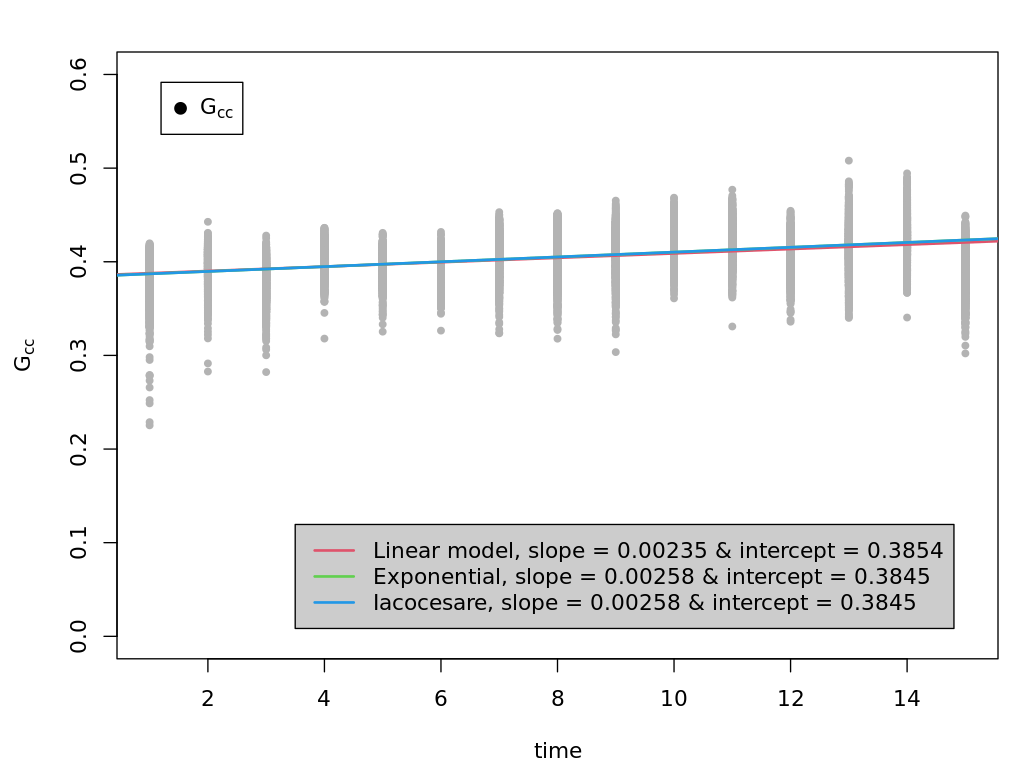 0.6
0.5
0.4
0.3
0.2
0.1
0.0
Gcc
Gcc
Linear model, slope = 0.00235 & intercept = 0.3854
Exponential, slope = 0.00258 & intercept = 0.3845
Iacocesare, slope = 0.00258 & intercept = 0.3845
2 4 6 8 10 12 14
time